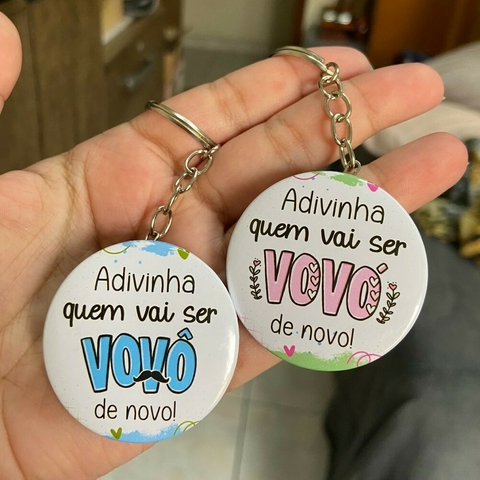 Adivinha
quem vai ser
VOVÔ
de novo!
Adivinha
quem vai ser
VOVÓ
de novo!